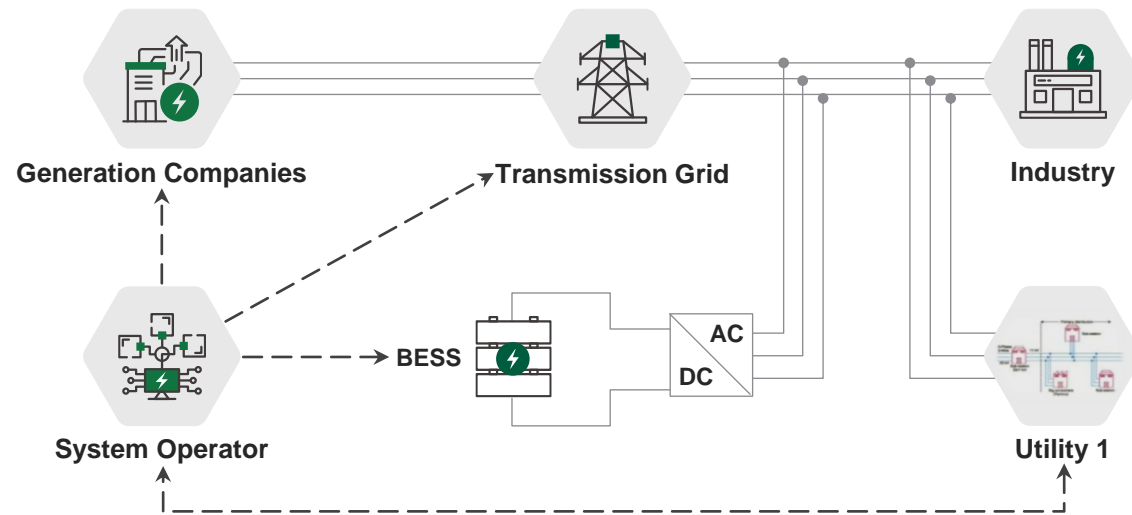 Generation Companies
Transmission Grid
Industry
BESS
AC
DC
System Operator
Utility 1